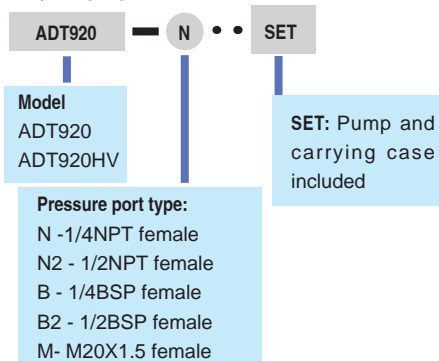 ADT920 — N • • SET
Model
ADT920
ADT920HV
SET: Pump and
carrying case
included
Pressure port type:
N -1/4NPT female
N2 - 1/2NPT female
B - 1/4BSP female
B2 - 1/2BSP female
M- M20X1.5 female